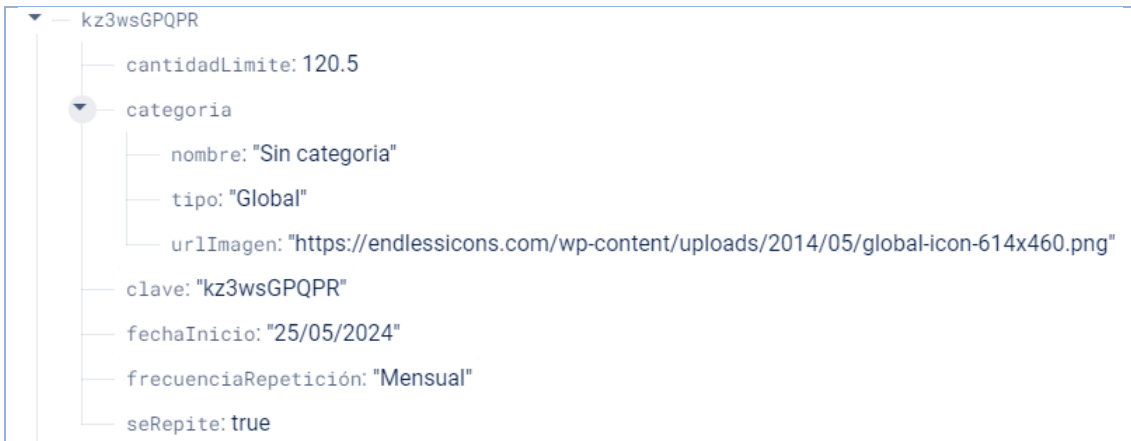 kz3wsGPQPR
cantidadLimite: 120.5
categoria
nombre: "Sin categoria"
tipo: "Global"
urlImagen: "https://endlessicons.com/wp-content/uploads/2014/05/global-icon-614x460.png"
clave: "kz3wsGPQPR"
fechaInicio: "25/05/2024"
frecuenciaRepetición: "Mensual"
seRepite: true